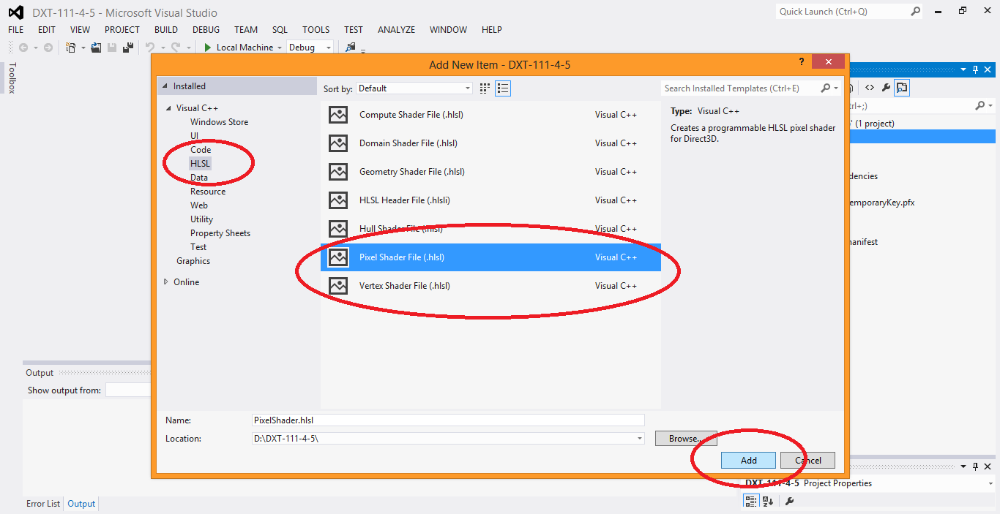 DXT-111-4-5 - Microsoft Visual Studio
Quick Launch (Ctrl+Q)
FILE EDIT VIEW PROJECT BUILD DEBUG TEAM SQL TOOLS TEST ANALYZE WINDOW HELP
Local Machine Debug
Toolbox
Add New Item - DXT-111-4-5
?
Installed
Sort by: Default
Search Installed Templates (Ctrl+E)
Visual C++
Windows Store
UI
Code
HLSL
Data
Resource
Web
Utility
Property Sheets
Test
Graphics
Online
Compute Shader File (.hlsl) Visual C++
Domain Shader File (.hlsl) Visual C++
Geometry Shader File (.hlsl) Visual C++
HLSL Header File (.hlsli) Visual C++
Hull Shader File (.hlsl) Visual C++
Pixel Shader File (.hlsl) Visual C++
Vertex Shader File (.hlsl) Visual C++
Type: Visual C++
Creates a programmable HLSL pixel shader
for Direct3D.
trl+;)
' (1 project)
dencies
emporaryKey.pfx
nanifest
Output
Show output from:
Name: PixelShader.hlsl
Location: D:\DXT-111-4-5\
Browse...
Add Cancel
DXT-111-4-5 Project Properties
Error List Output